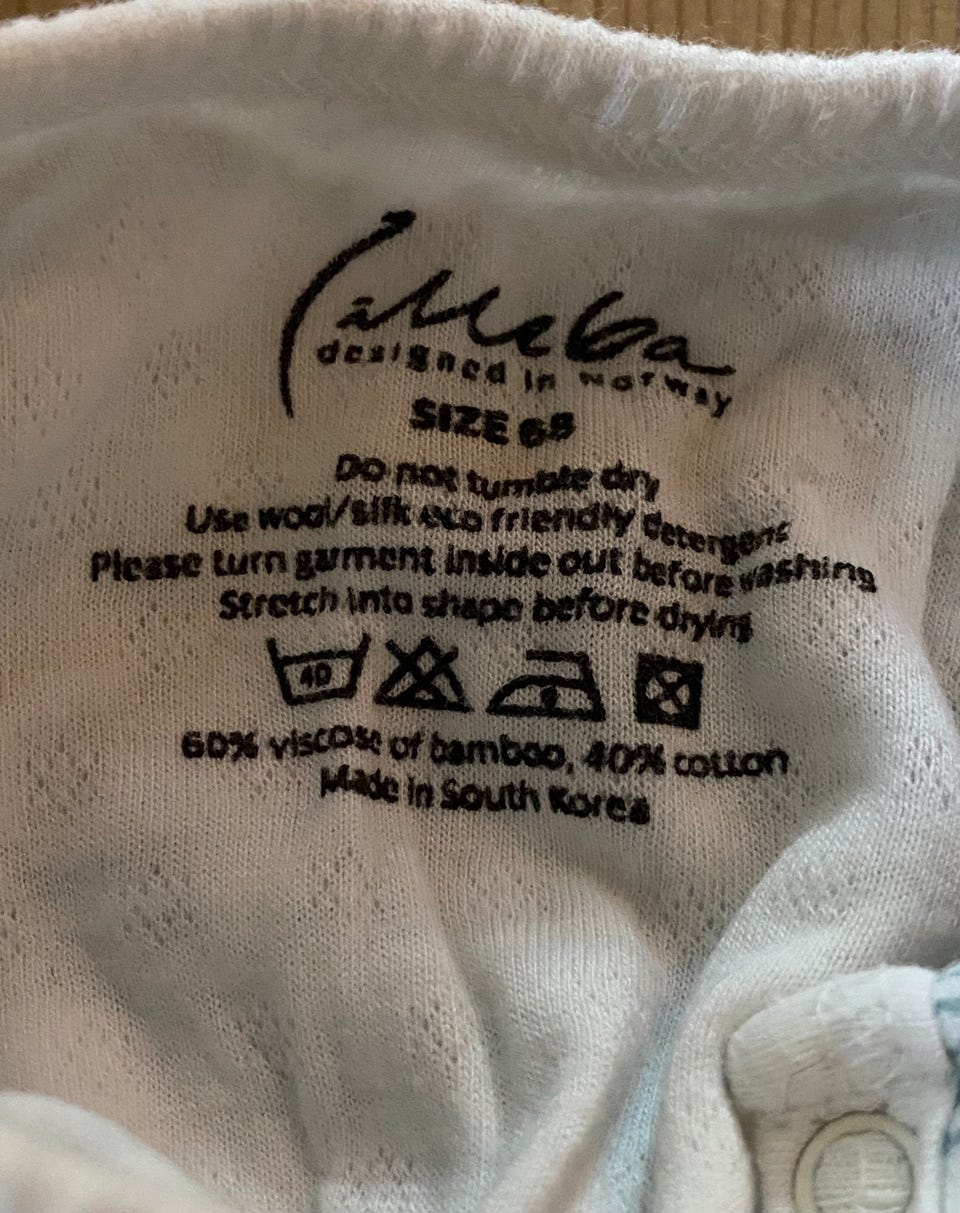 designed in norway
SIZE 68
Do not tumble dry
Use wool/silk eco friendly detergent
Please turn garment inside out before washing
Stretch into shape before drying
40
60% viscose of bamboo, 40% cotton
Made in South Korea